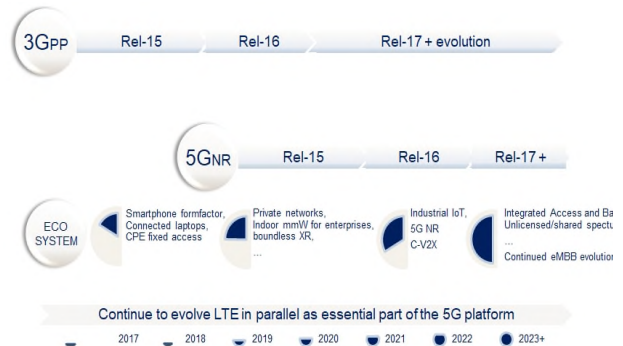 3GPP
Rel-15
Rel-16
Rel-17 + evolution
5GNR
Rel-15
Rel-16
Rel-17 +
ECO
SYSTEM
Smartphone formfactor,
Connected laptops,
CPE fixed access
Private networks,
Indoor mmW for enterprises,
boundless XR,
...
Industrial IoT,
5G NR
C-V2X
Integrated Access and
Unlicensed/shared
...
Continued eMBB
Continue to evolve LTE in parallel as essential part of the 5G platform
2017
2018
2019
2020
2021
2022
2023+